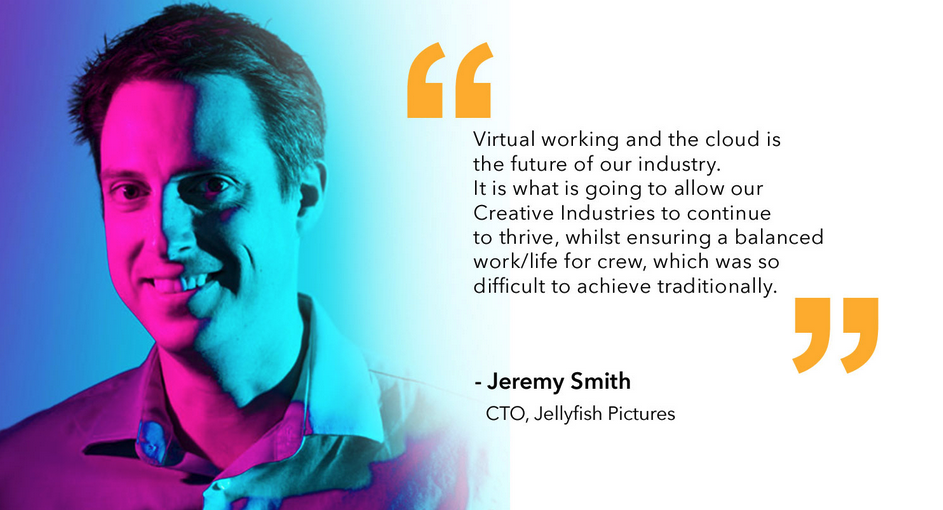 “
Virtual working and the cloud is
the future of our industry.
It is what is going to allow our
Creative Industries to continue
to thrive, whilst ensuring a balanced
work/life for crew, which was so
difficult to achieve traditionally.
”
- Jeremy Smith
CTO, Jellyfish Pictures